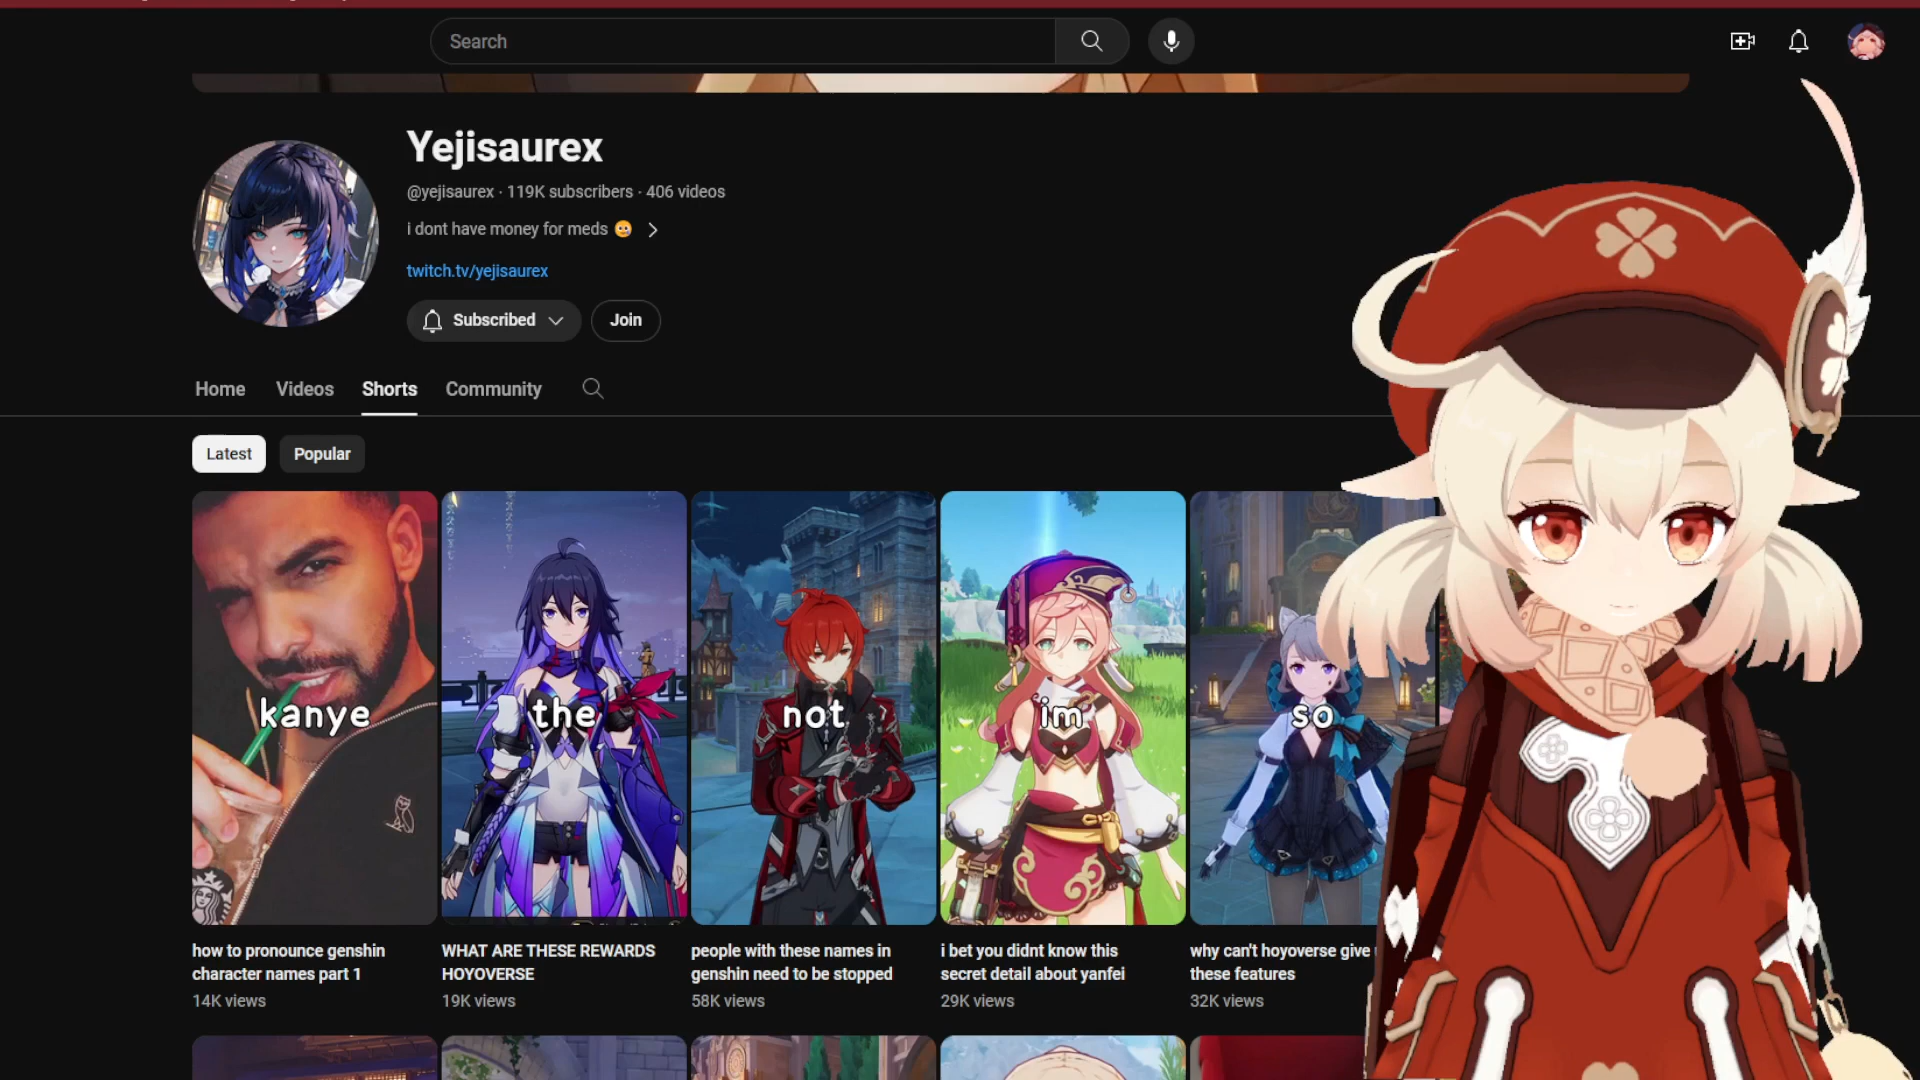 Search
Yejisaurex
@yejisaurex · 119K subscribers · 406 videos
i dont have money for meds 🥲
twitch.tv/yejisaurex
Subscribed
Join
Home
Videos
Shorts
Community
Latest
Popular
kanye
the
not
im
so
how to pronounce genshin
character names part 1
14K views
WHAT ARE THESE REWARDS
HOYOVERSE
19K views
people with these names in
genshin need to be stopped
58K views
i bet you didnt know this
secret detail about yanfei
29K views
why can't hoyoverse give
these features
32K views